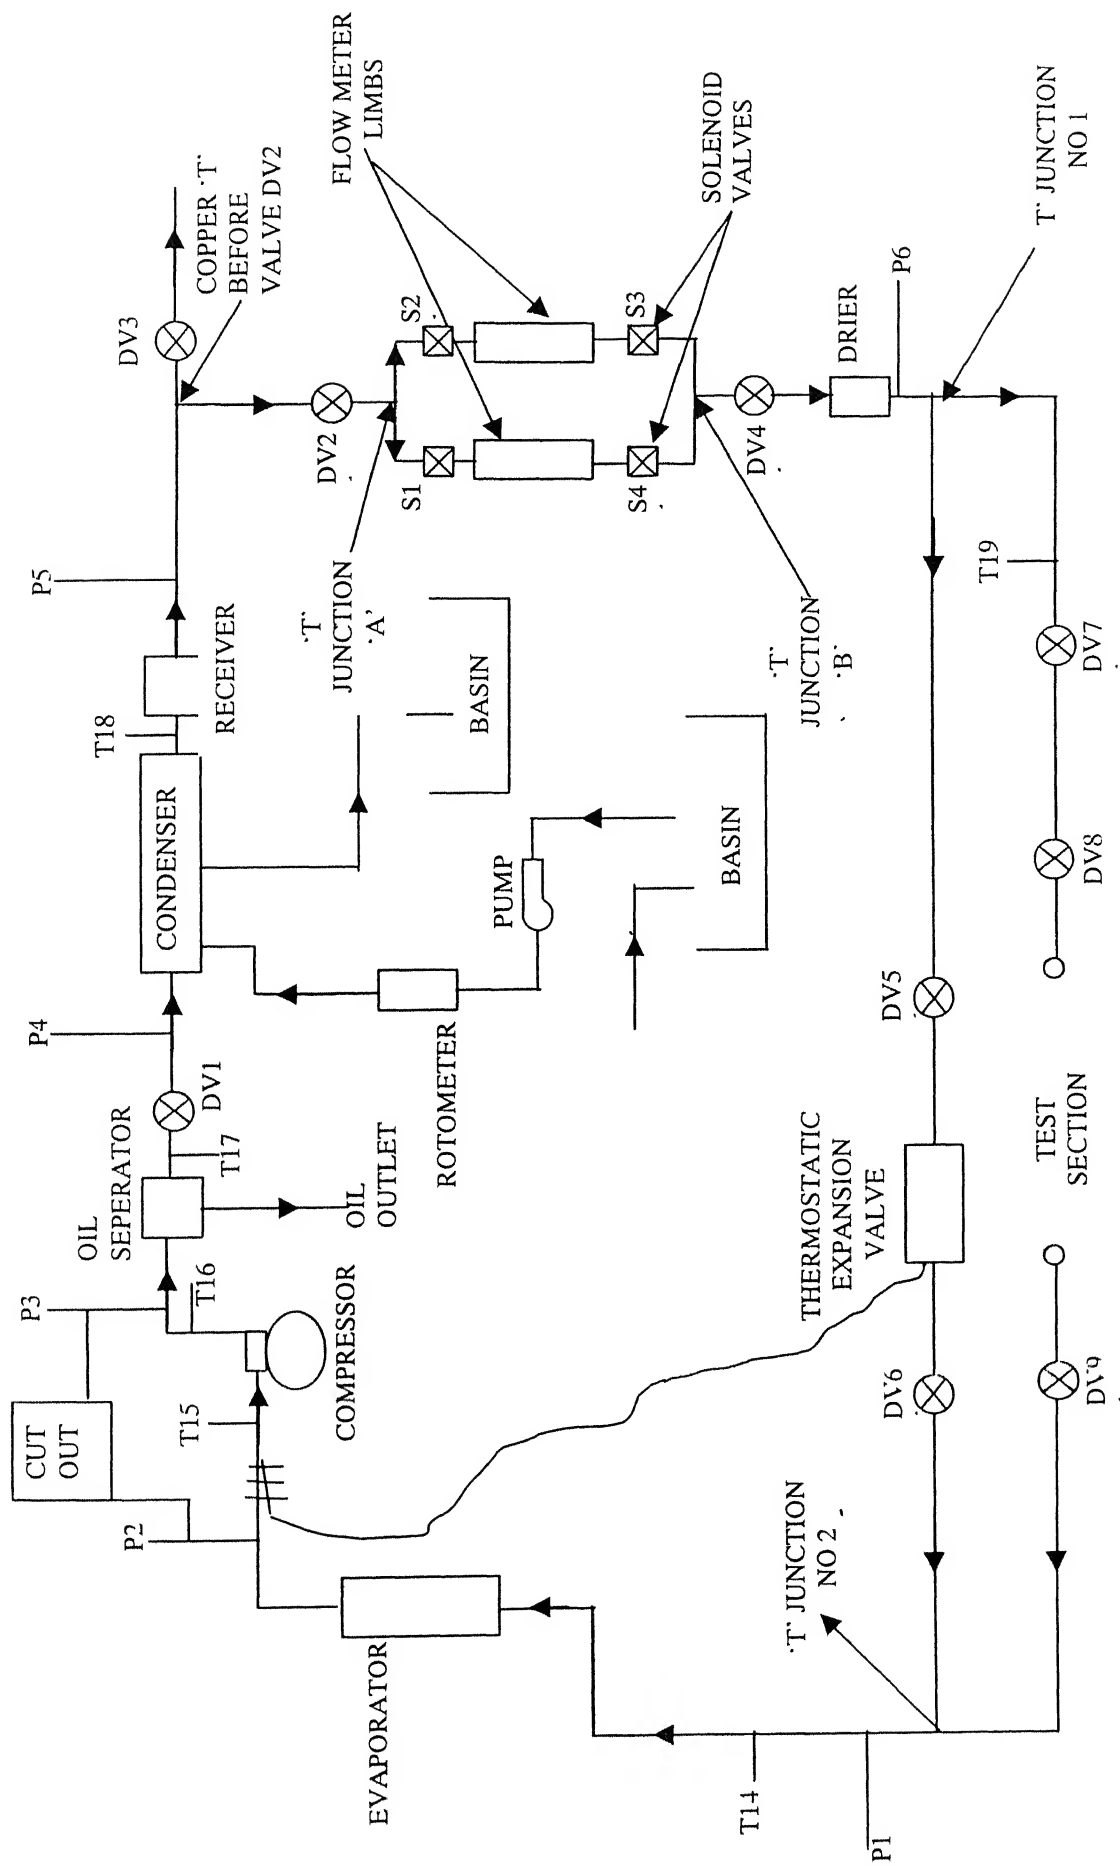 P3
CUT
OUT
P2
T15
T16
OIL
SEPERATOR
T17
OIL
OUTLET
COMPRESSOR
DV1
P4
CONDENSER
T18
RECEIVER
P5
DV3
COPPER 'T'
BEFORE
VALVE DV2
FLOW METER
LIMBS
SOLENOID
VALVES
DV2
S1
S2
S3
S4
'T'
JUNCTION
'A'
BASIN
PUMP
ROTOMETER
BASIN
'T'
JUNCTION
'B'
DV4
DRIER
P6
T' JUNCTION
NO 1
T19
DV7
DV8
DV5
TEST
SECTION
THERMOSTATIC
EXPANSION
VALVE
DV6
DV9
'T' JUNCTION
NO 2
EVAPORATOR
T14
P1